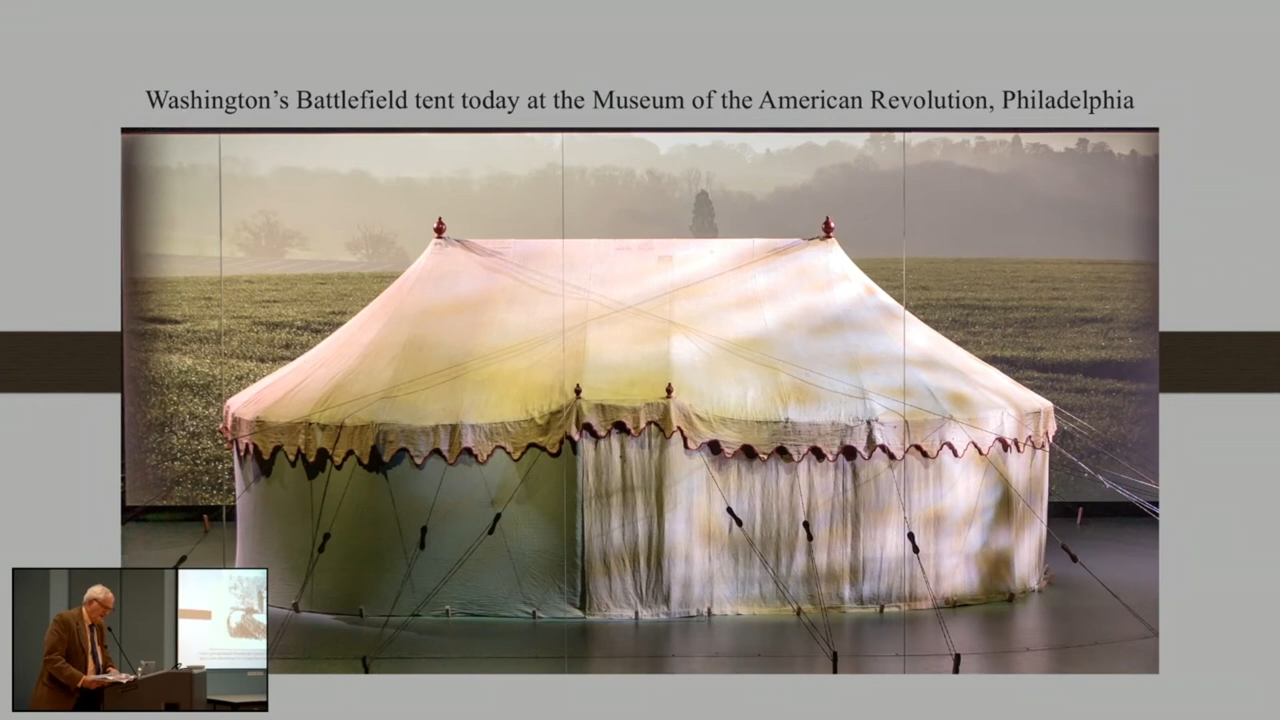 Washington’s Battlefield tent today at the Museum of the American Revolution, Philadelphia